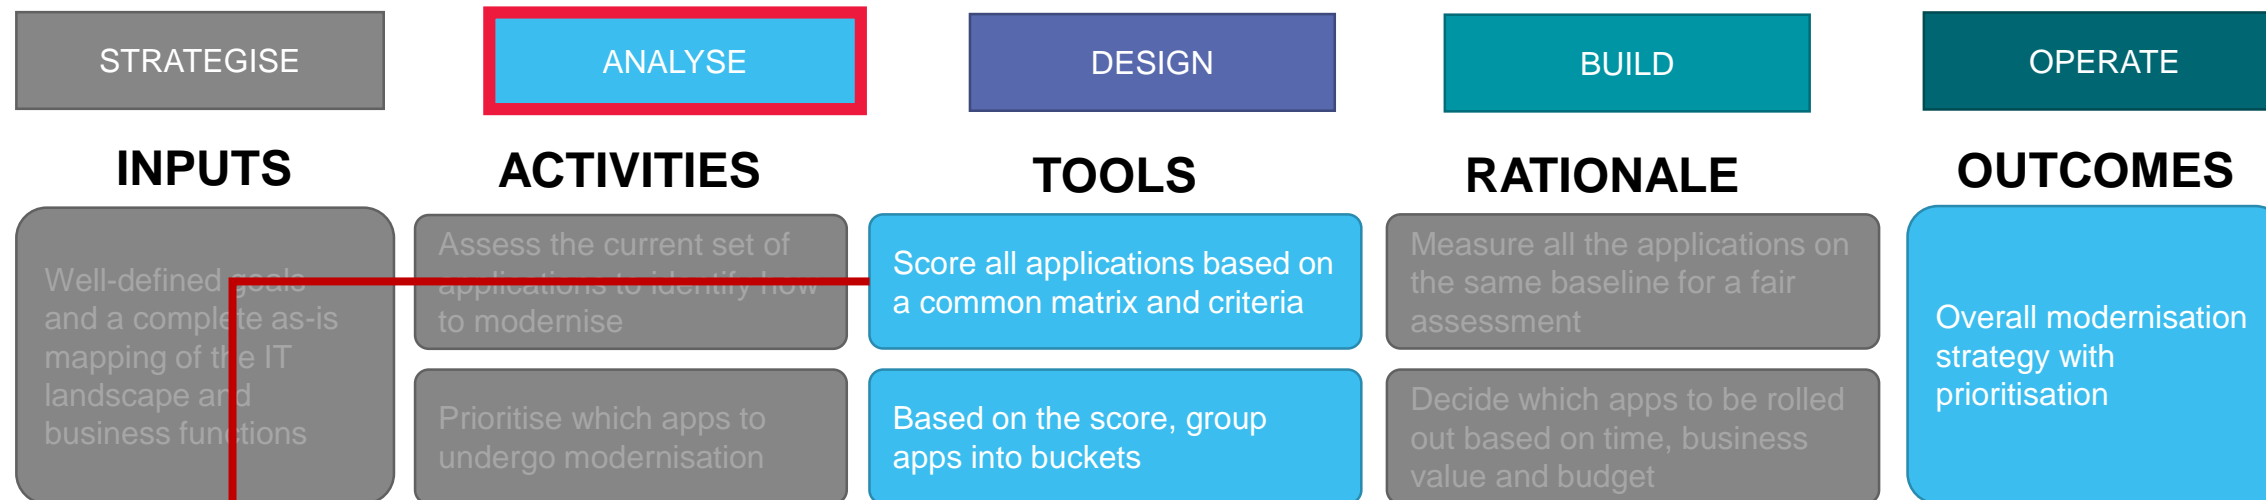 STRATEGISE
ANALYSE
DESIGN
BUILD
OPERATE
INPUTS
ACTIVITIES
TOOLS
RATIONALE
OUTCOMES
Well-defined goals
and a complete as-is
mapping of the IT
landscape and
business functions
Assess the current set of
applications to identify how
to modernise
Prioritise which apps to
undergo modernisation
Score all applications based on
a common matrix and criteria
Based on the score, group
apps into buckets
Measure all the applications on
the same baseline for a fair
assessment
Decide which apps to be rolled
out based on time, business
value and budget
Overall modernisation
strategy with
prioritisation